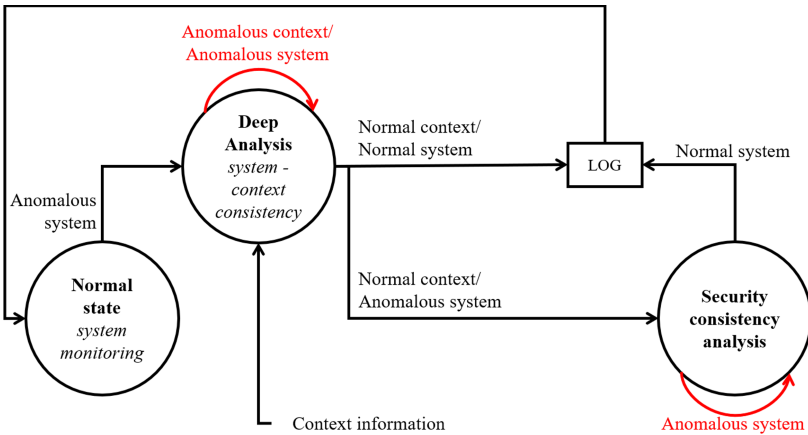 Anomalous context/
Anomalous system
Deep
Analysis
system -
context
consistency
Normal context/
Normal system
LOG
Normal system
Anomalous
system
Normal
state
system
monitoring
Normal context/
Anomalous system
Security
consistency
analysis
Context information
Anomalous system